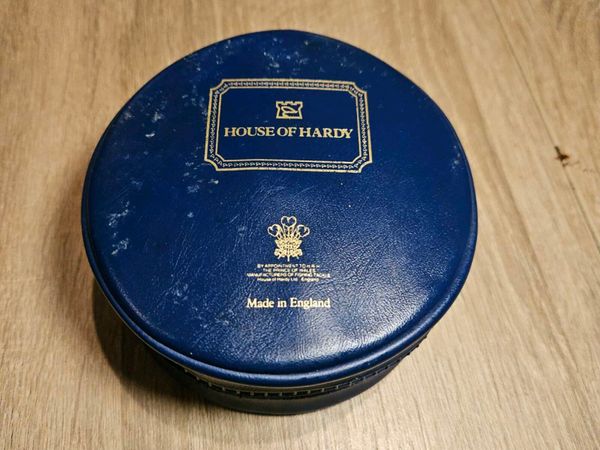 HOUSE OF HARDY
BY APPOINTMENT TO H R H
THE PRINCE OF WALES
MANUFACTURERS OF FISHING TACKLE
House of Hardy Ltd England
Made in England